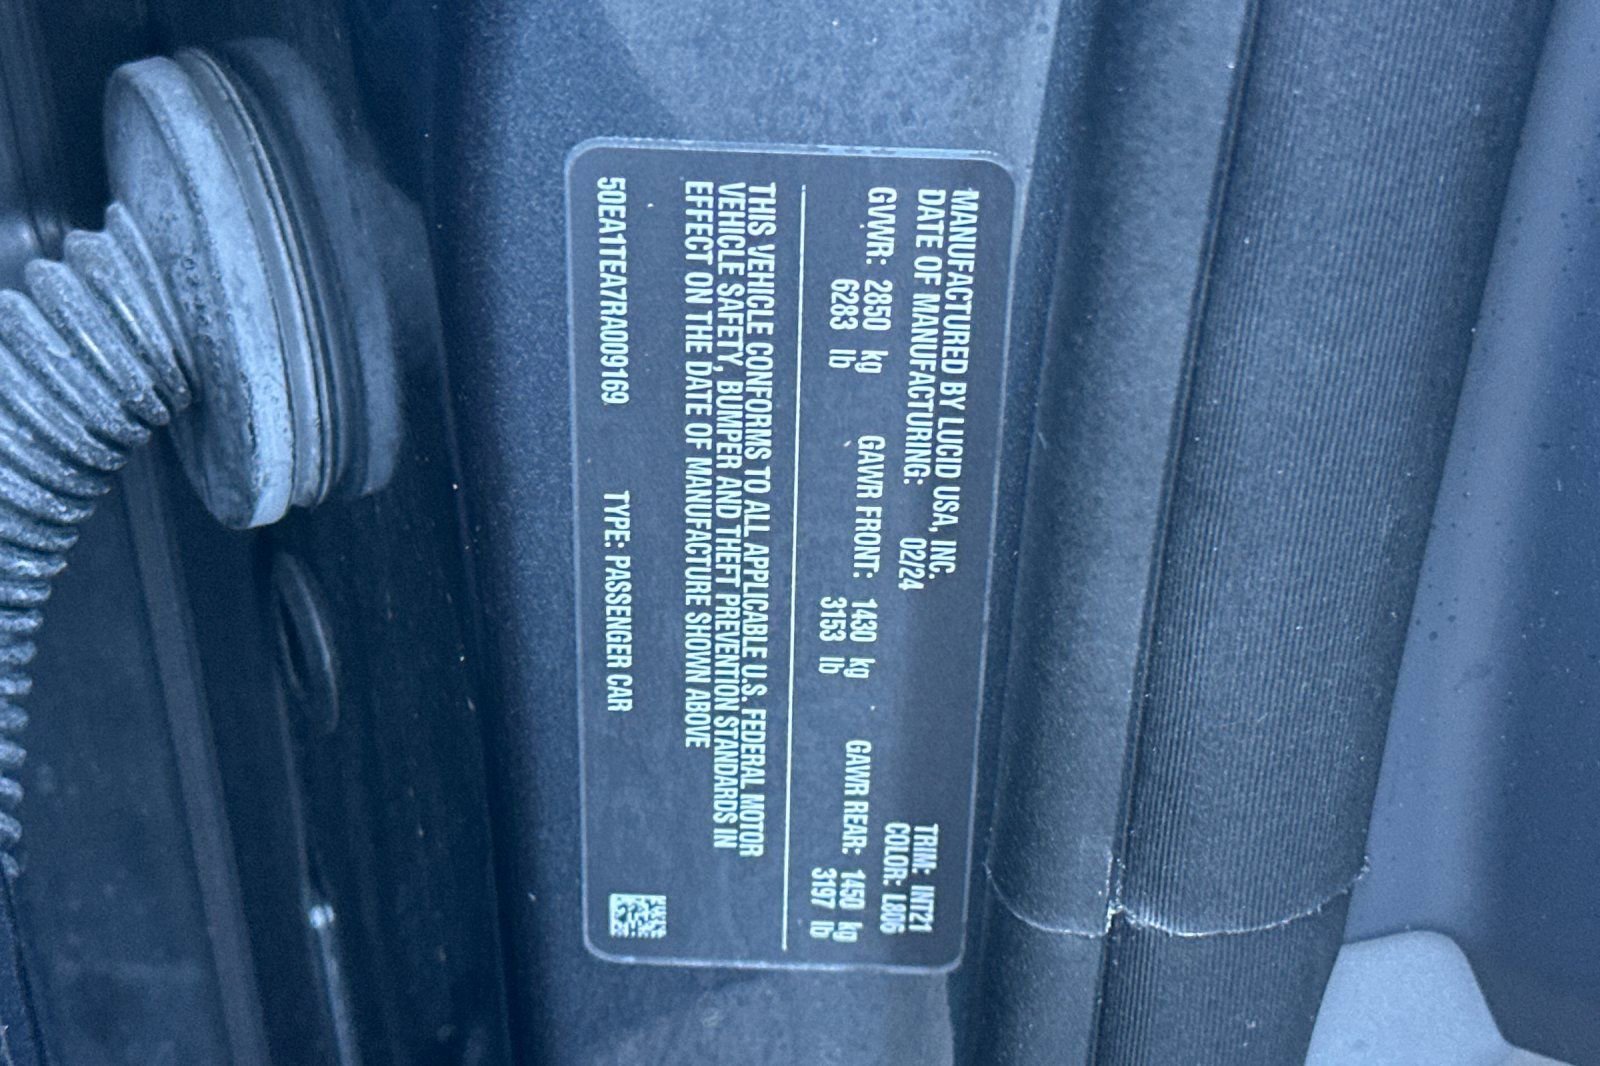 MANUFACTURED BY LUCID USA, INC.
DATE OF MANUFACTURING: 02/24
TRIM: INT21
COLOR: L806
GVWR: 2850 kg GAWR FRONT: 1430 kg GAWR REAR: 1450 kg
6283 lb 3153 lb 3197 lb
THIS VEHICLE CONFORMS TO ALL APPLICABLE U.S. FEDERAL MOTOR
VEHICLE SAFETY, BUMPER AND THEFT PREVENTION STANDARDS IN
EFFECT ON THE DATE OF MANUFACTURE SHOWN ABOVE
50EA1TEA7RA009169 TYPE: PASSENGER CAR